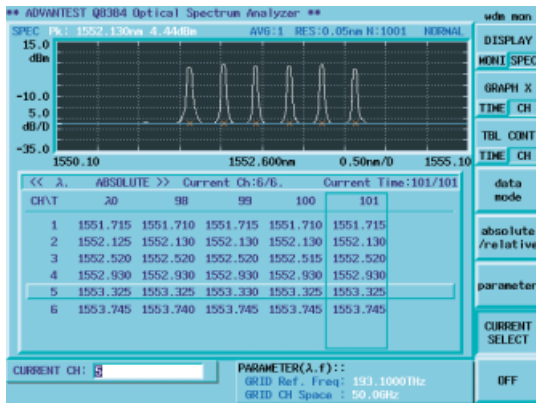 ** ADVANTEST Q8384 Optical Spectrum Analyzer **
wdm mon
SPEC Pk: 1552.130nm 4.44dBm AVG:1 RES:0.05nm N:1001 NORMAL
15.0
dBm
-10.0
5.0
dB/D
-35.0
1550.10 1552.600nm 0.50nm/D 1555.10
<< λ. ABSOLUTE >> Current Ch:6/6. Current Time:101/101
CH\T λ0 98 99 100 101
1 1551.715 1551.710 1551.715 1551.710 1551.715
2 1552.125 1552.130 1552.130 1552.130 1552.130
3 1552.520 1552.520 1552.520 1552.515 1552.520
4 1552.930 1552.930 1552.930 1552.930 1552.930
5 1553.325 1553.325 1553.330 1553.325 1553.325
6 1553.745 1553.740 1553.745 1553.745 1553.745
CURRENT CH: 5
PARAMETER(λ.f)::
GRID Ref. Freq: 193.1000THz
GRID CH Space : 50.0GHz
DISPLAY
MONI SPEC
GRAPH X
TIME CH
TBL CONT
TIME CH
data
mode
absolute
/relative
parameter
CURRENT
SELECT
OFF